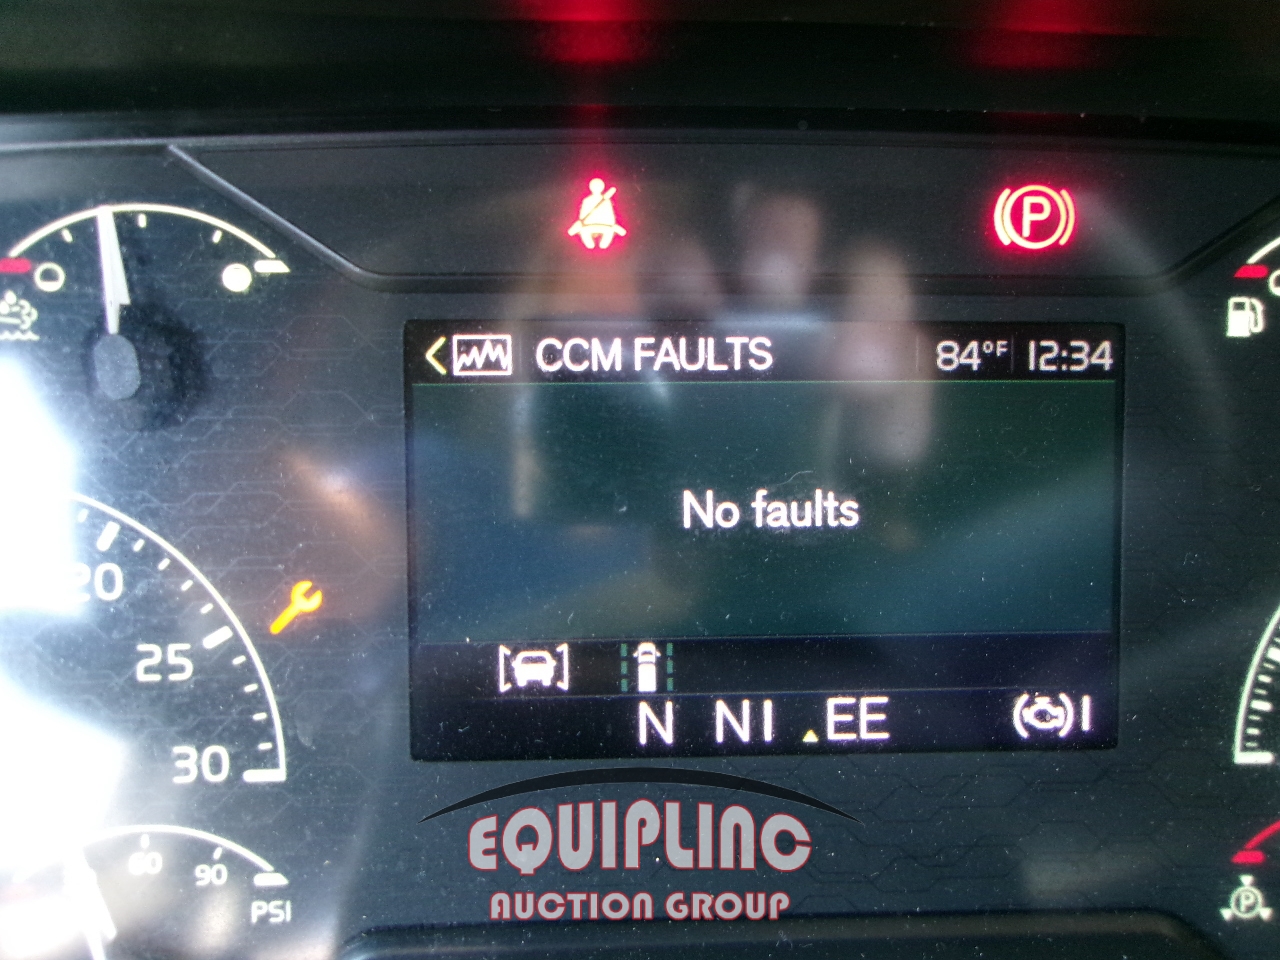 P
CCM FAULTS 84°F 12:34
No faults
20
25
30
N NI EE I
60 90
PSI
P
EQUIPLINC
AUCTION GROUP